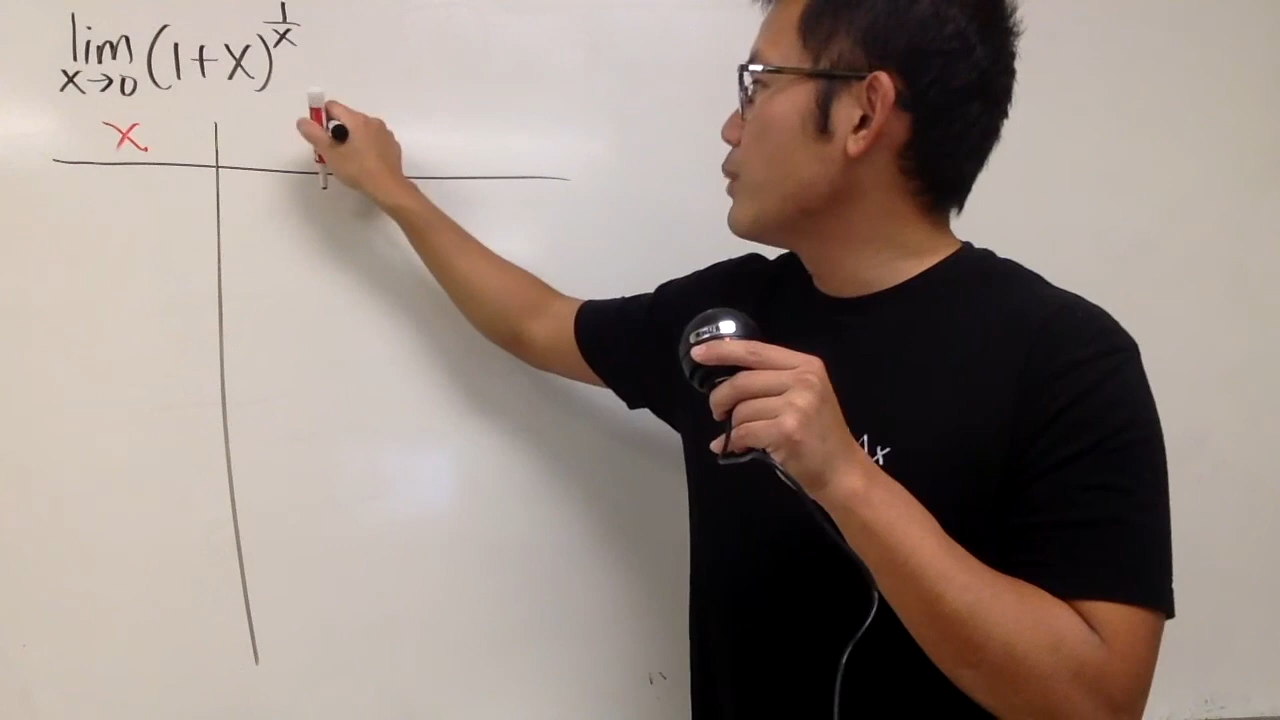 lim x→0 (1+x)^(1/x)
x